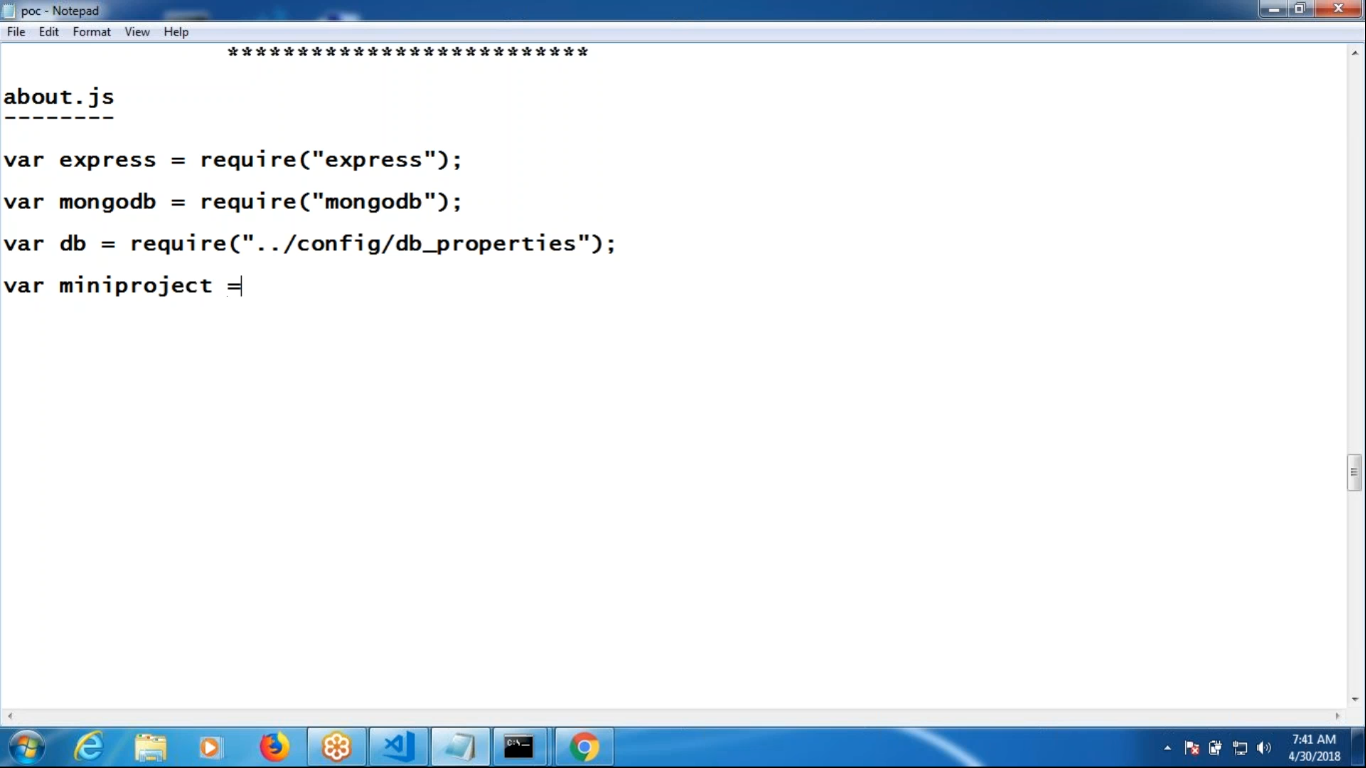 poc - Notepad
File Edit Format View Help
**************************
about.js
--------
var express = require("express");
var mongodb = require("mongodb");
var db = require("../config/db_properties");
var miniproject =
7:41 AM
4/30/2018